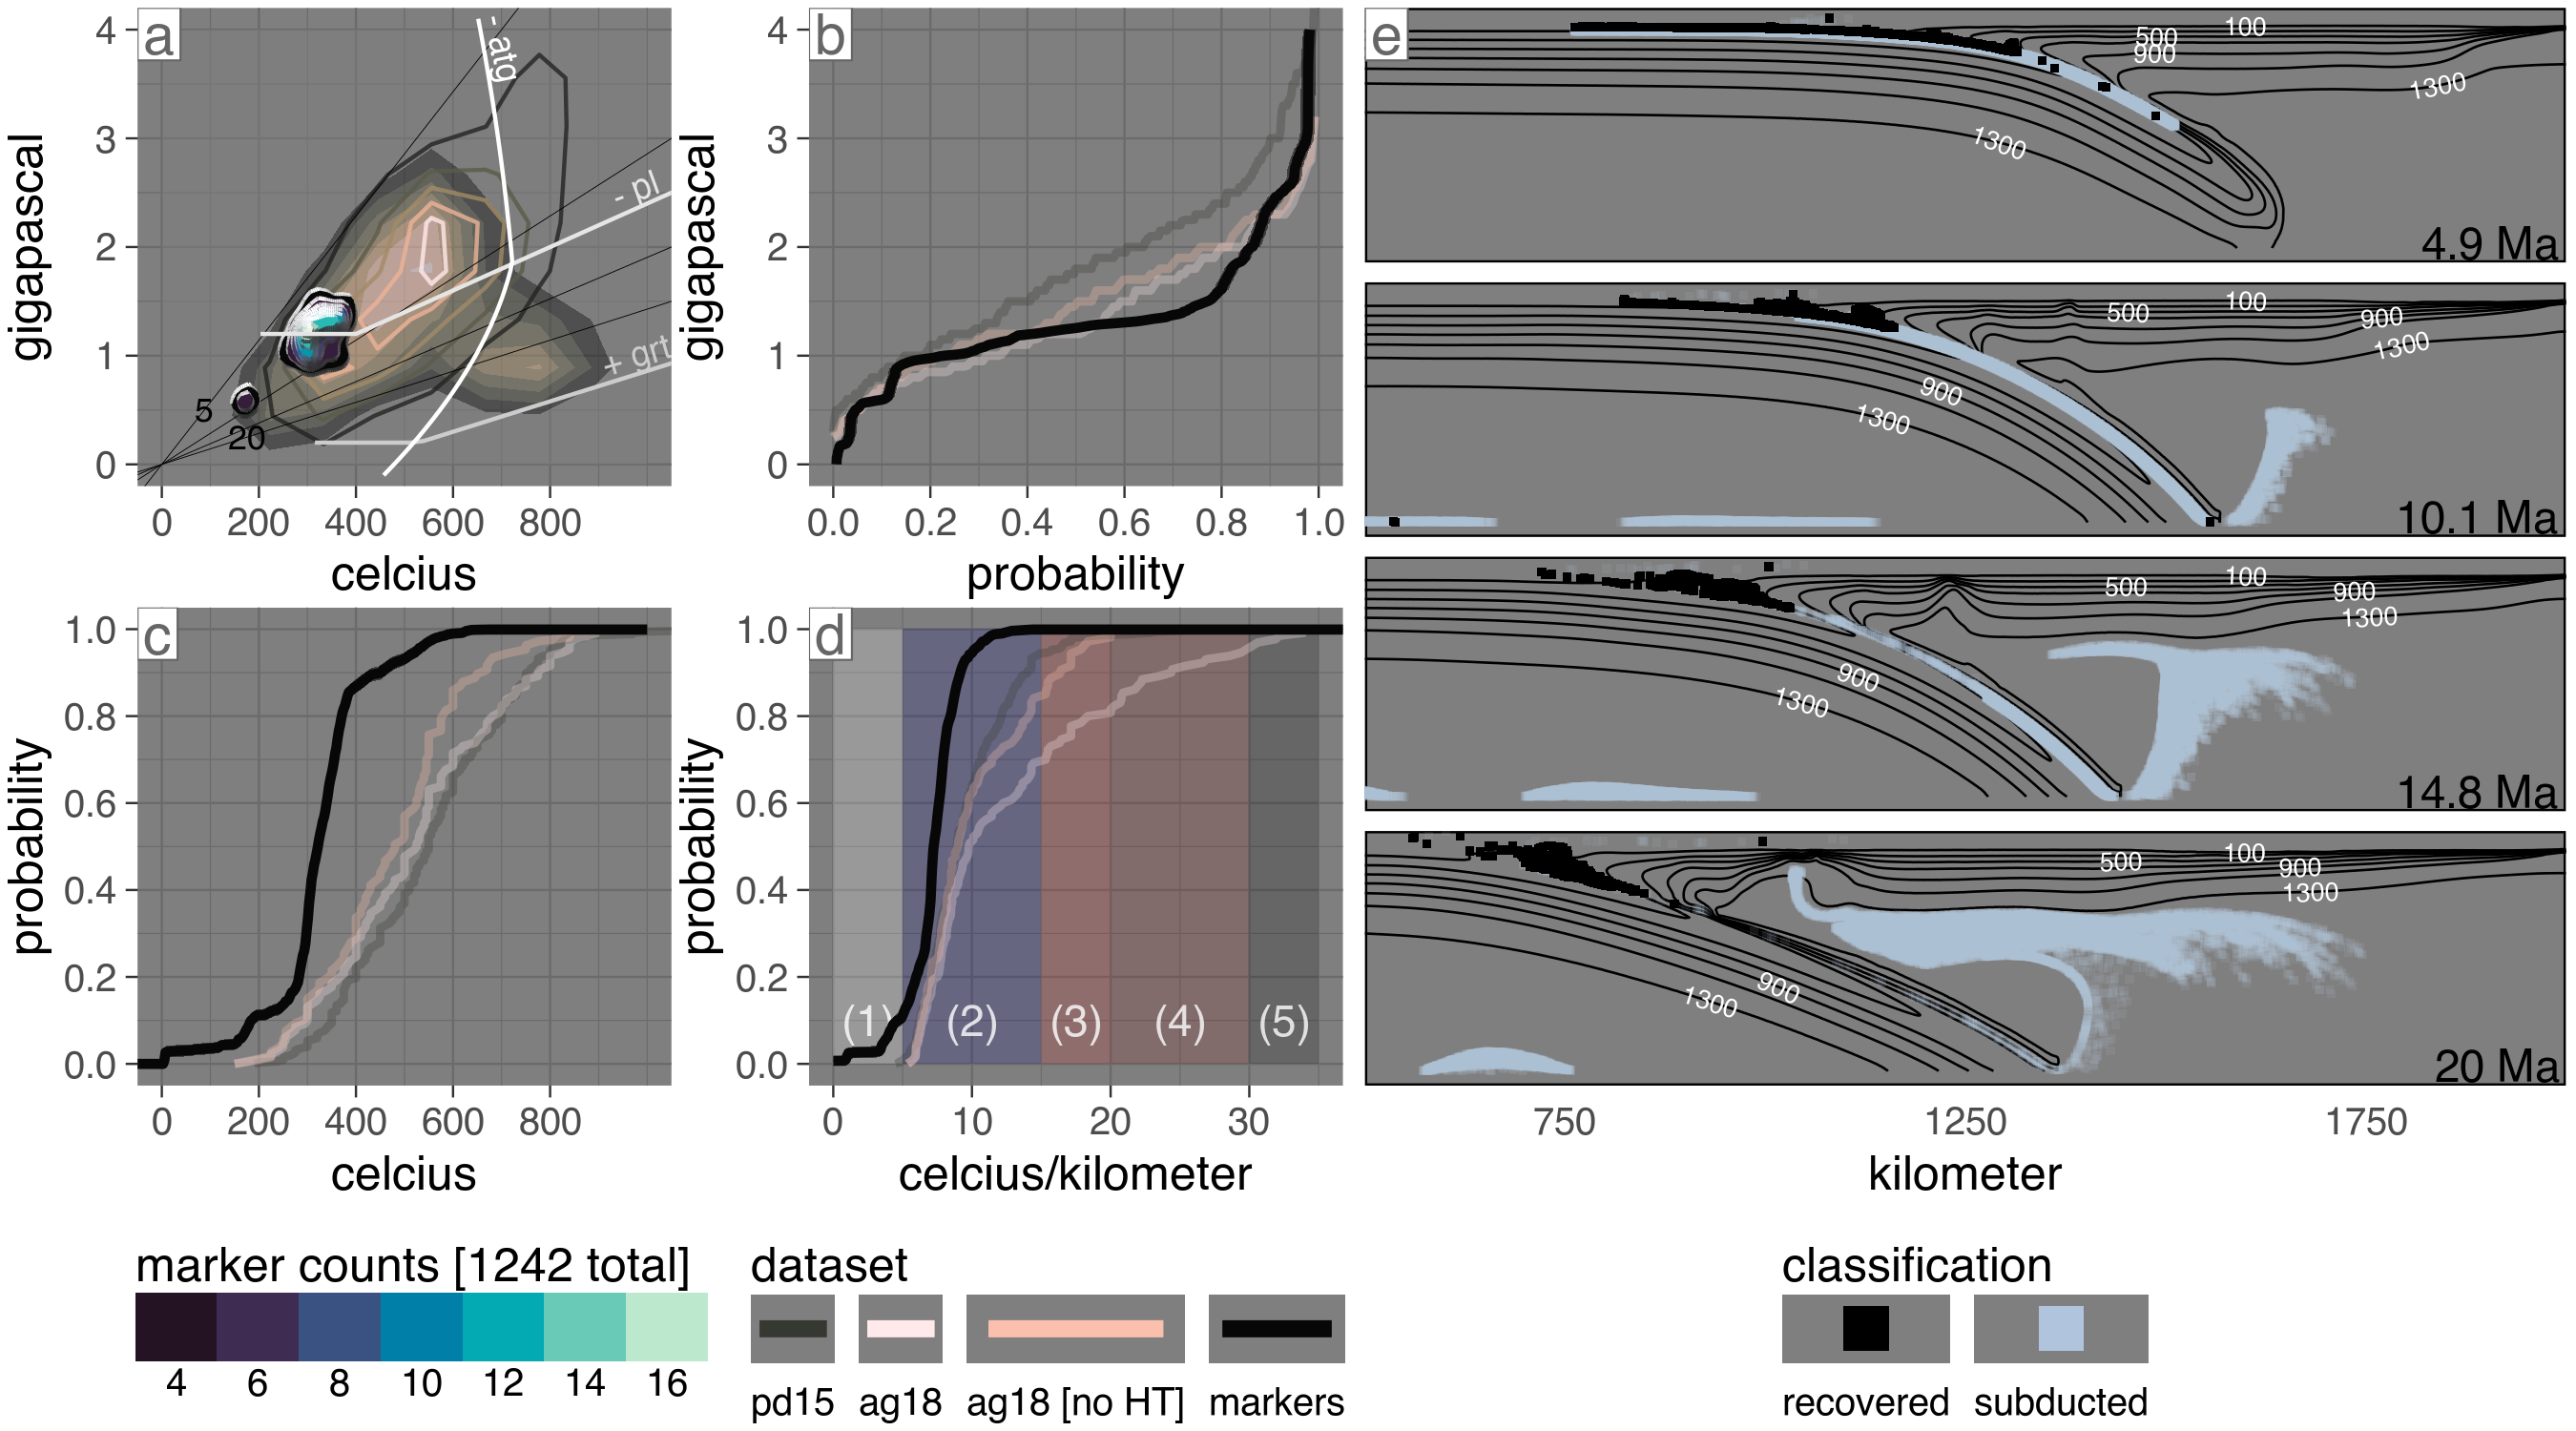 a
gigapascal
4
3
2
1
0
- atg
- pl
+ grt
5
20
0 200 400 600 800
celcius
b
gigapascal
4
3
2
1
0
0.0 0.2 0.4 0.6 0.8 1.0
probability
c
probability
1.0
0.8
0.6
0.4
0.2
0.0
0 200 400 600 800
celcius
d
probability
1.0
0.8
0.6
0.4
0.2
0.0
(1) (2) (3) (4) (5)
0 10 20 30
celcius/kilometer
e
100
500
900
1300
1300
4.9 Ma
100
500
900
1300
900
1300
10.1 Ma
100
500
900
1300
900
1300
14.8 Ma
100
500
900
1300
900
1300
20 Ma
750 1250 1750
kilometer
marker counts [1242 total]
4 6 8 10 12 14 16
dataset
pd15 ag18 ag18 [no HT] markers
classification
recovered subducted